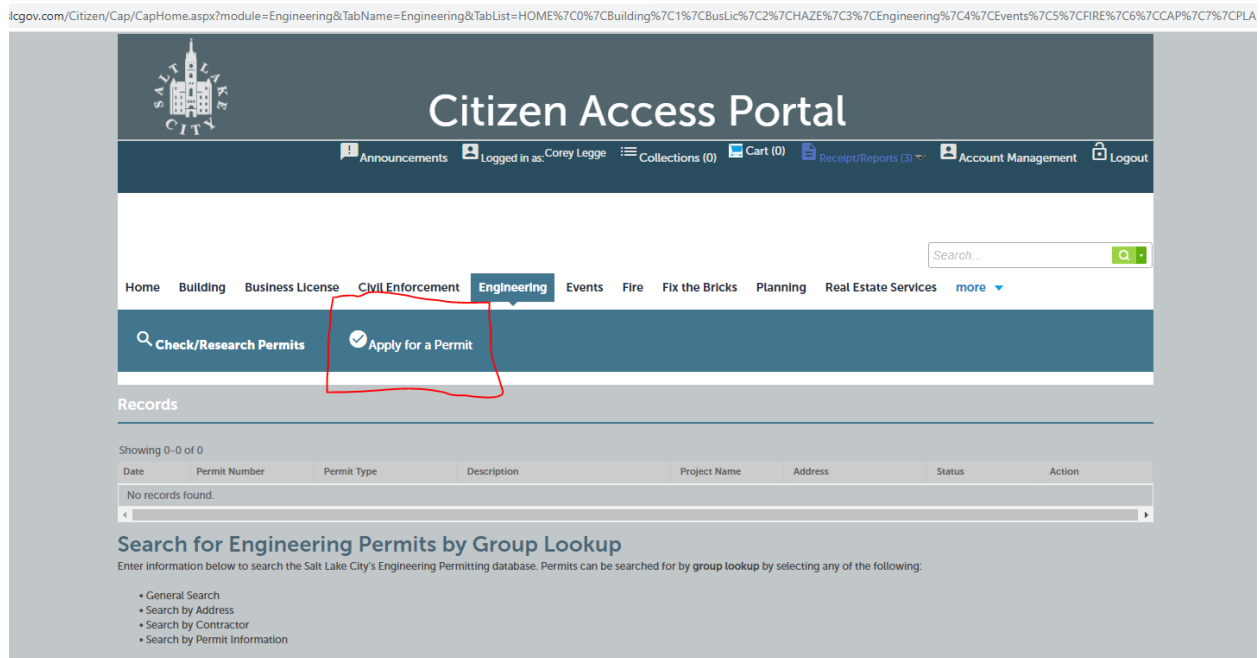 slcgov.com/Citizen/Cap/CapHome.aspx?module=Engineering&TabName=Engineering&TabList=HOME%7C0%7CBuilding%7C1%7CBusLic%7C2%7CHAZE%7C3%7CEngineering%7C4%7CEvents%7C5%7CFIRE%7C6%7CCAP%7C7%7CPLA
SALT LAKE CITY
Citizen Access Portal
Announcements Logged in as:Corey Legge Collections (0) Cart (0) Receipt/Reports (3) Account Management Logout
Search...
Home Building Business License Civil Enforcement Engineering Events Fire Fix the Bricks Planning Real Estate Services more
Check/Research Permits Apply for a Permit
Records
Showing 0-0 of 0
Date Permit Number Permit Type Description Project Name Address Status Action
No records found.
Search for Engineering Permits by Group Lookup
Enter information below to search the Salt Lake City's Engineering Permitting database. Permits can be searched for by group lookup by selecting any of the following:
• General Search
• Search by Address
• Search by Contractor
• Search by Permit Information